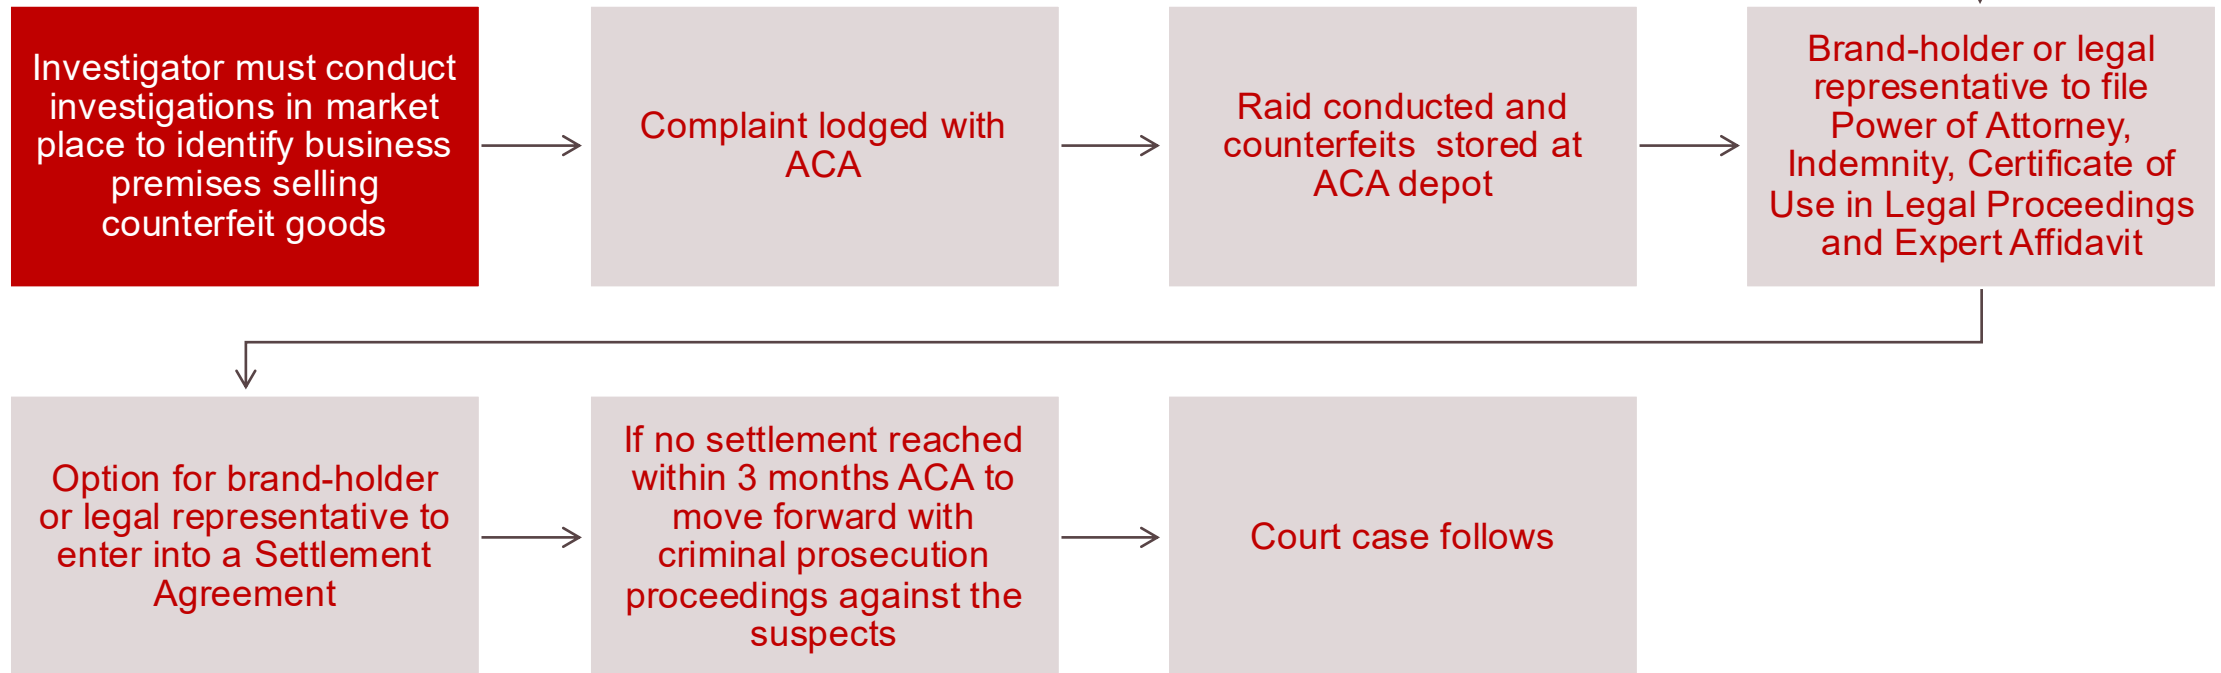 Investigator must conduct
investigations in market
place to identify business
premises selling
counterfeit goods
Complaint lodged with
ACA
Raid conducted and
counterfeits stored at
ACA depot
Brand-holder or legal
representative to file
Power of Attorney,
Indemnity, Certificate of
Use in Legal Proceedings
and Expert Affidavit
Option for brand-holder
or legal representative to
enter into a Settlement
Agreement
If no settlement reached
within 3 months ACA to
move forward with
criminal prosecution
proceedings against the
suspects
Court case follows